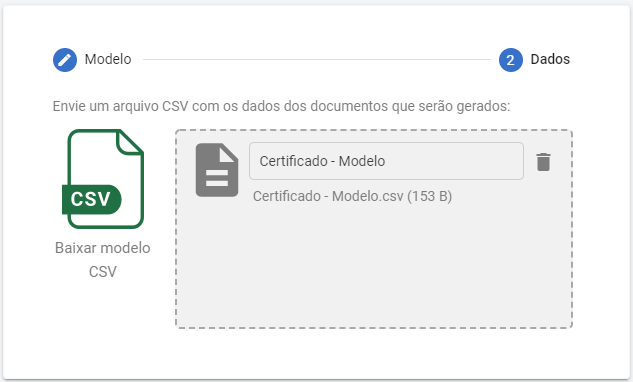 Modelo
2 Dados
Envie um arquivo CSV com os dados dos documentos que serão gerados:
CSV
Baixar modelo
CSV
Certificado - Modelo
Certificado - Modelo.csv (153 B)